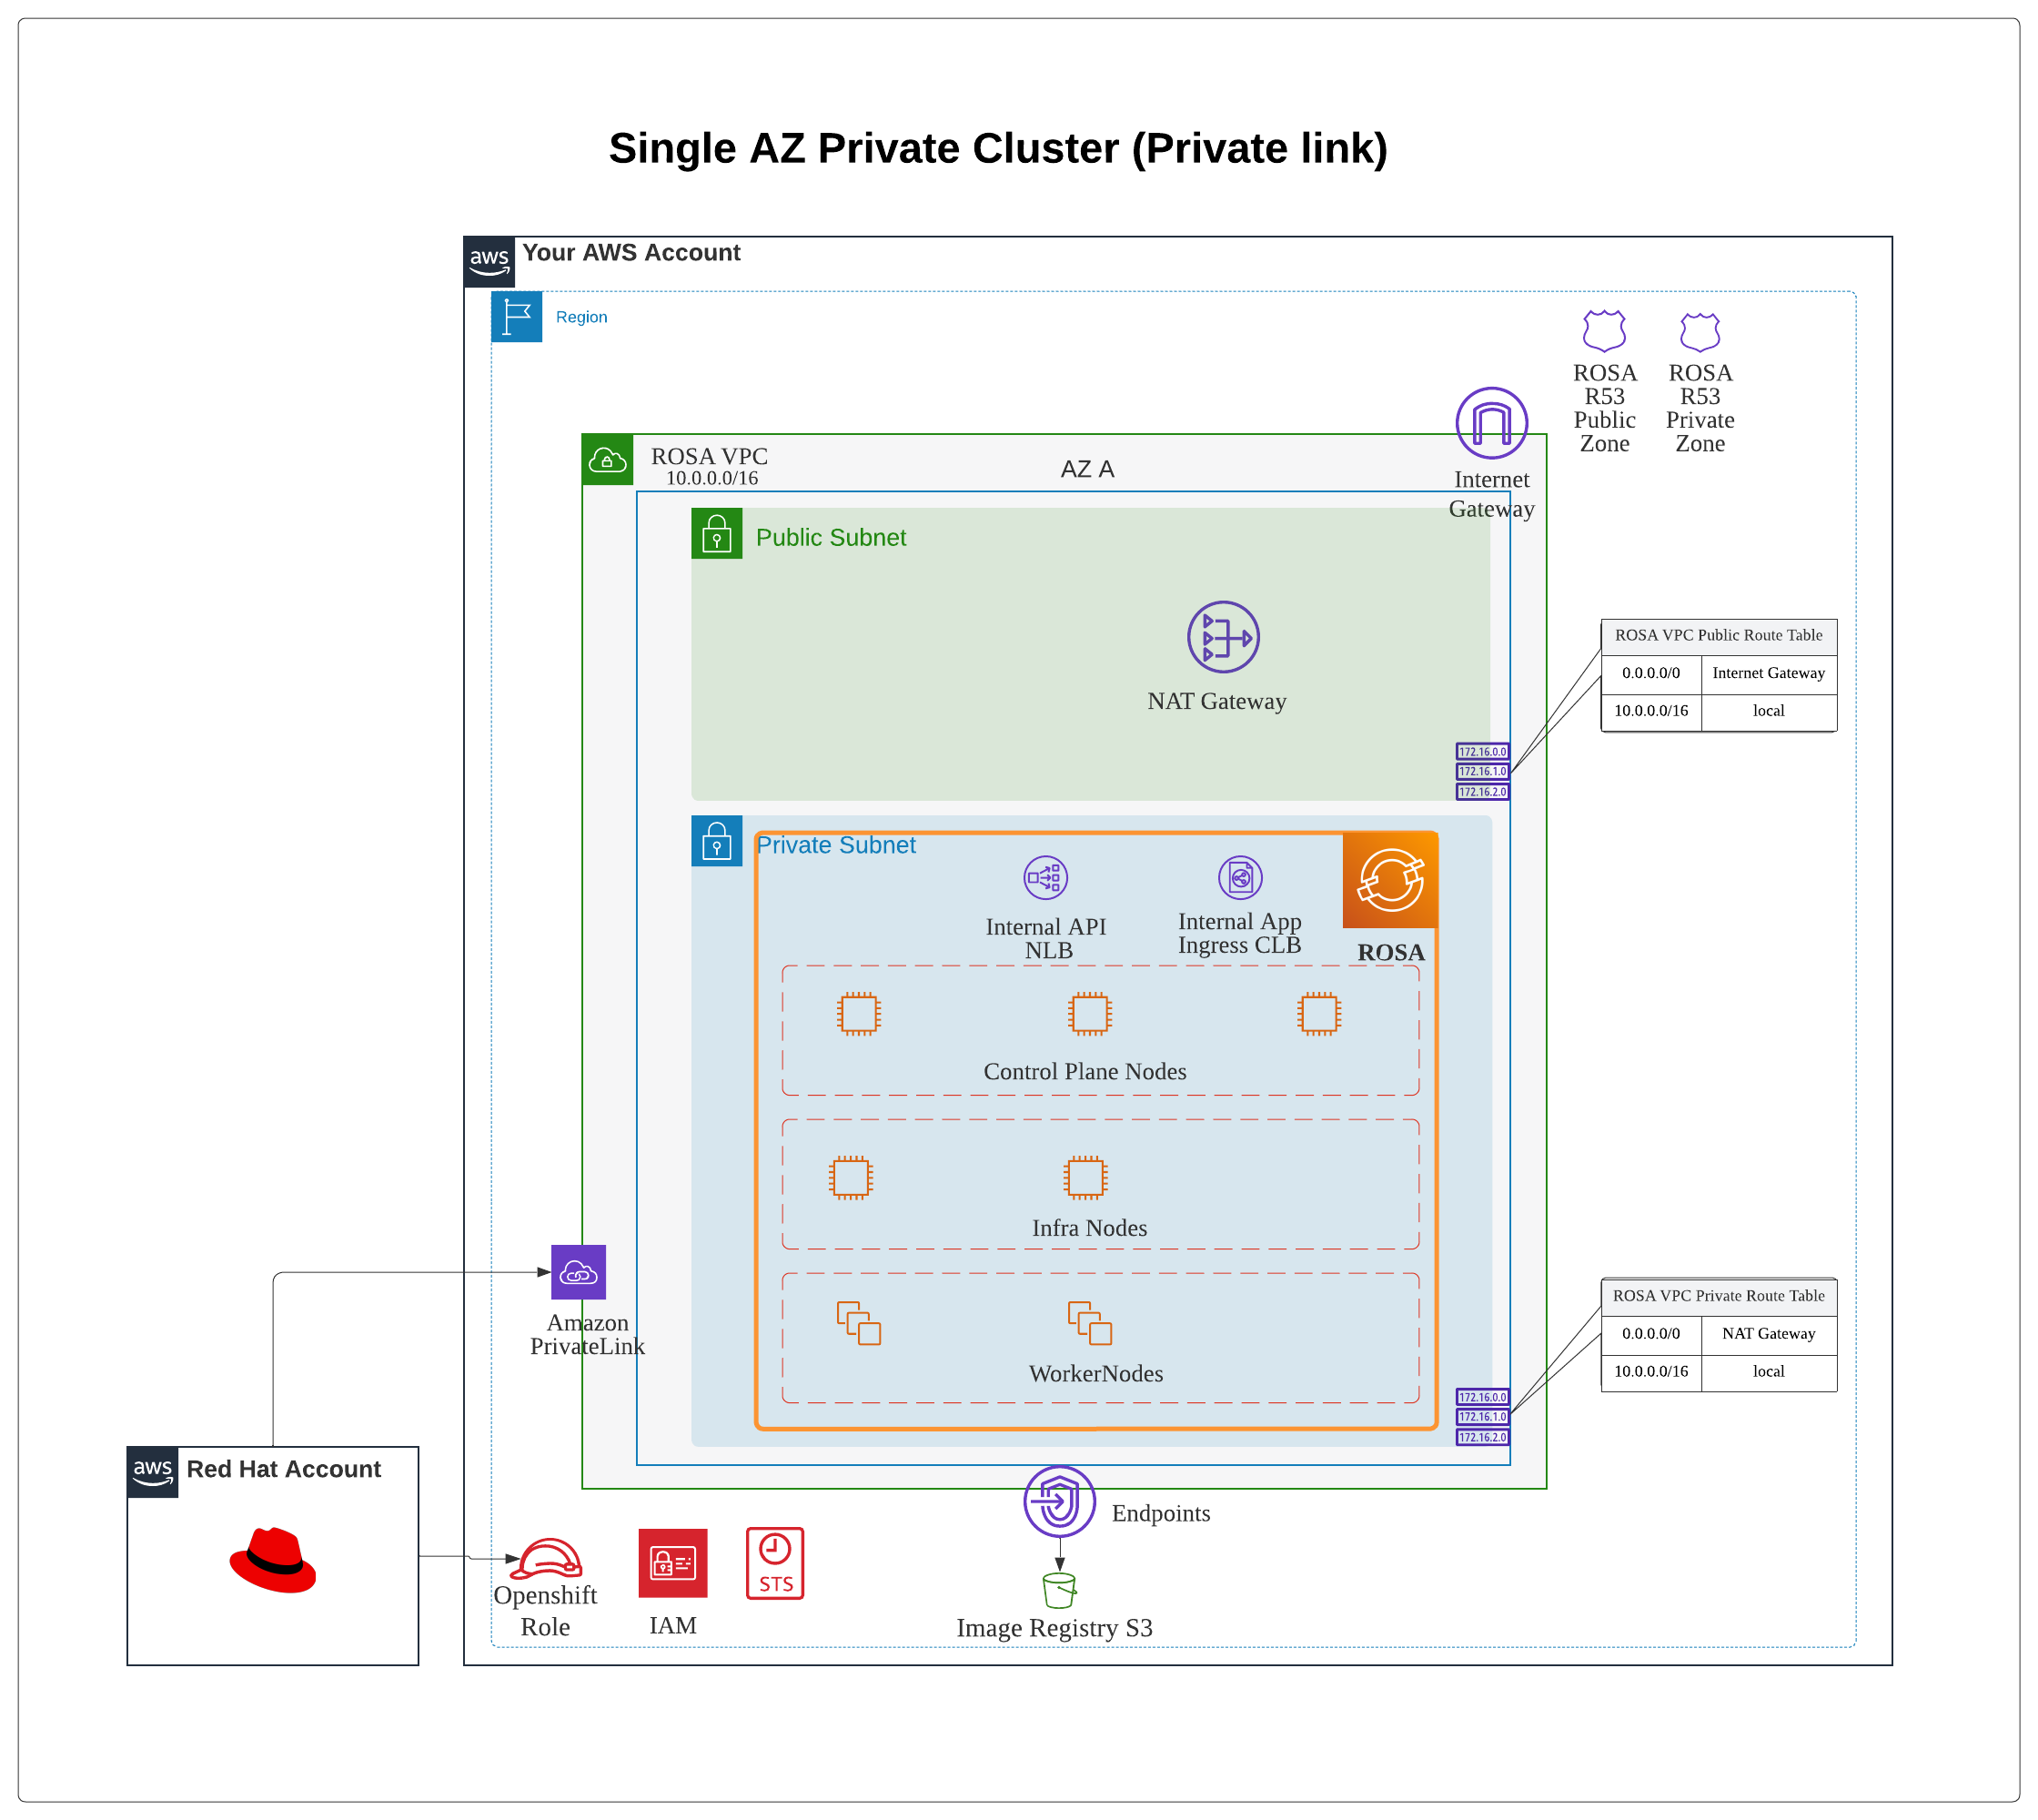 Single AZ Private Cluster (Private link)
aws
Your AWS Account
Region
ROSA
R53
Public
Zone
ROSA
R53
Private
Zone
Internet
Gateway
ROSA VPC
10.0.0.0/16
AZ A
Public Subnet
NAT Gateway
172.16.0.0
172.16.1.0
172.16.2.0
ROSA VPC Public Route Table
0.0.0.0/0 Internet Gateway
10.0.0.0/16 local
Private Subnet
Internal API
NLB
Internal App
Ingress CLB
ROSA
Control Plane Nodes
Infra Nodes
WorkerNodes
172.16.0.0
172.16.1.0
172.16.2.0
ROSA VPC Private Route Table
0.0.0.0/0 NAT Gateway
10.0.0.0/16 local
Amazon
PrivateLink
aws
Red Hat Account
Openshift
Role
IAM
STS
Endpoints
Image Registry S3